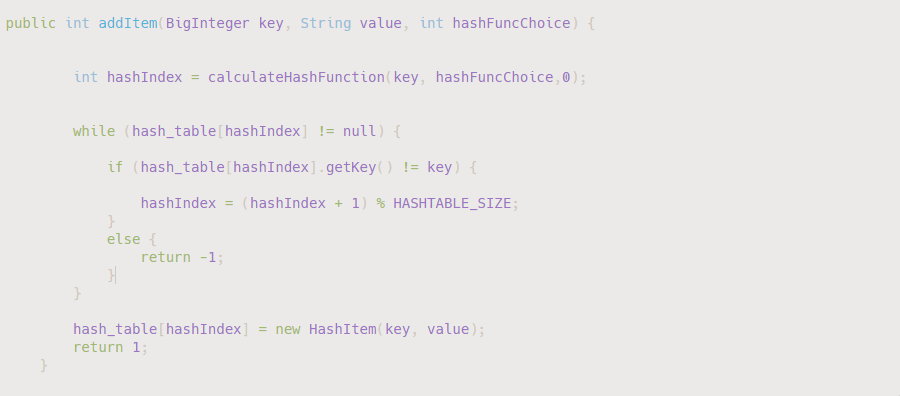 public int addItem(BigInteger key, String value, int hashFuncChoice) {
int hashIndex = calculateHashFunction(key, hashFuncChoice,0);
while (hash_table[hashIndex] != null) {
if (hash_table[hashIndex].getKey() != key) {
hashIndex = (hashIndex + 1) % HASHTABLE_SIZE;
}
else {
return -1;
}
}
hash_table[hashIndex] = new HashItem(key, value);
return 1;
}